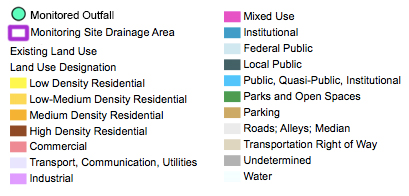 Monitored Outfall
Monitoring Site Drainage Area
Existing Land Use
Land Use Designation
Low Density Residential
Low-Medium Density Residential
Medium Density Residential
High Density Residential
Commercial
Transport, Communication, Utilities
Industrial
Mixed Use
Institutional
Federal Public
Local Public
Public, Quasi-Public, Institutional
Parks and Open Spaces
Parking
Roads; Alleys; Median
Transportation Right of Way
Undetermined
Water